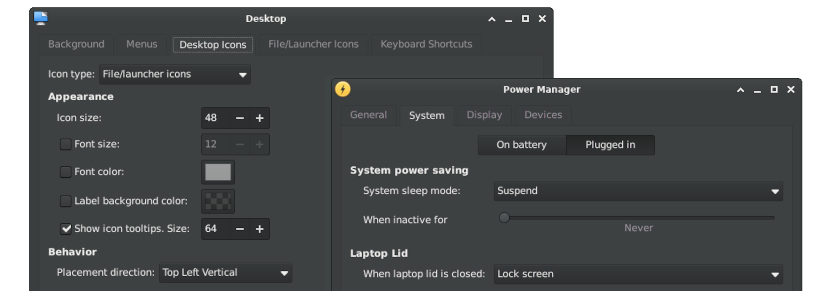 Desktop
Background Menus Desktop Icons File/Launcher Icons Keyboard Shortcuts
Icon type: File/launcher icons
Appearance
Icon size: 48 − +
Font size: 12 − +
Font color:
Label background color:
Show icon tooltips. Size: 64 − +
Behavior
Placement direction: Top Left Vertical
Power Manager
General System Display Devices
On battery Plugged in
System power saving
System sleep mode: Suspend
When inactive for
Never
Laptop Lid
When laptop lid is closed: Lock screen